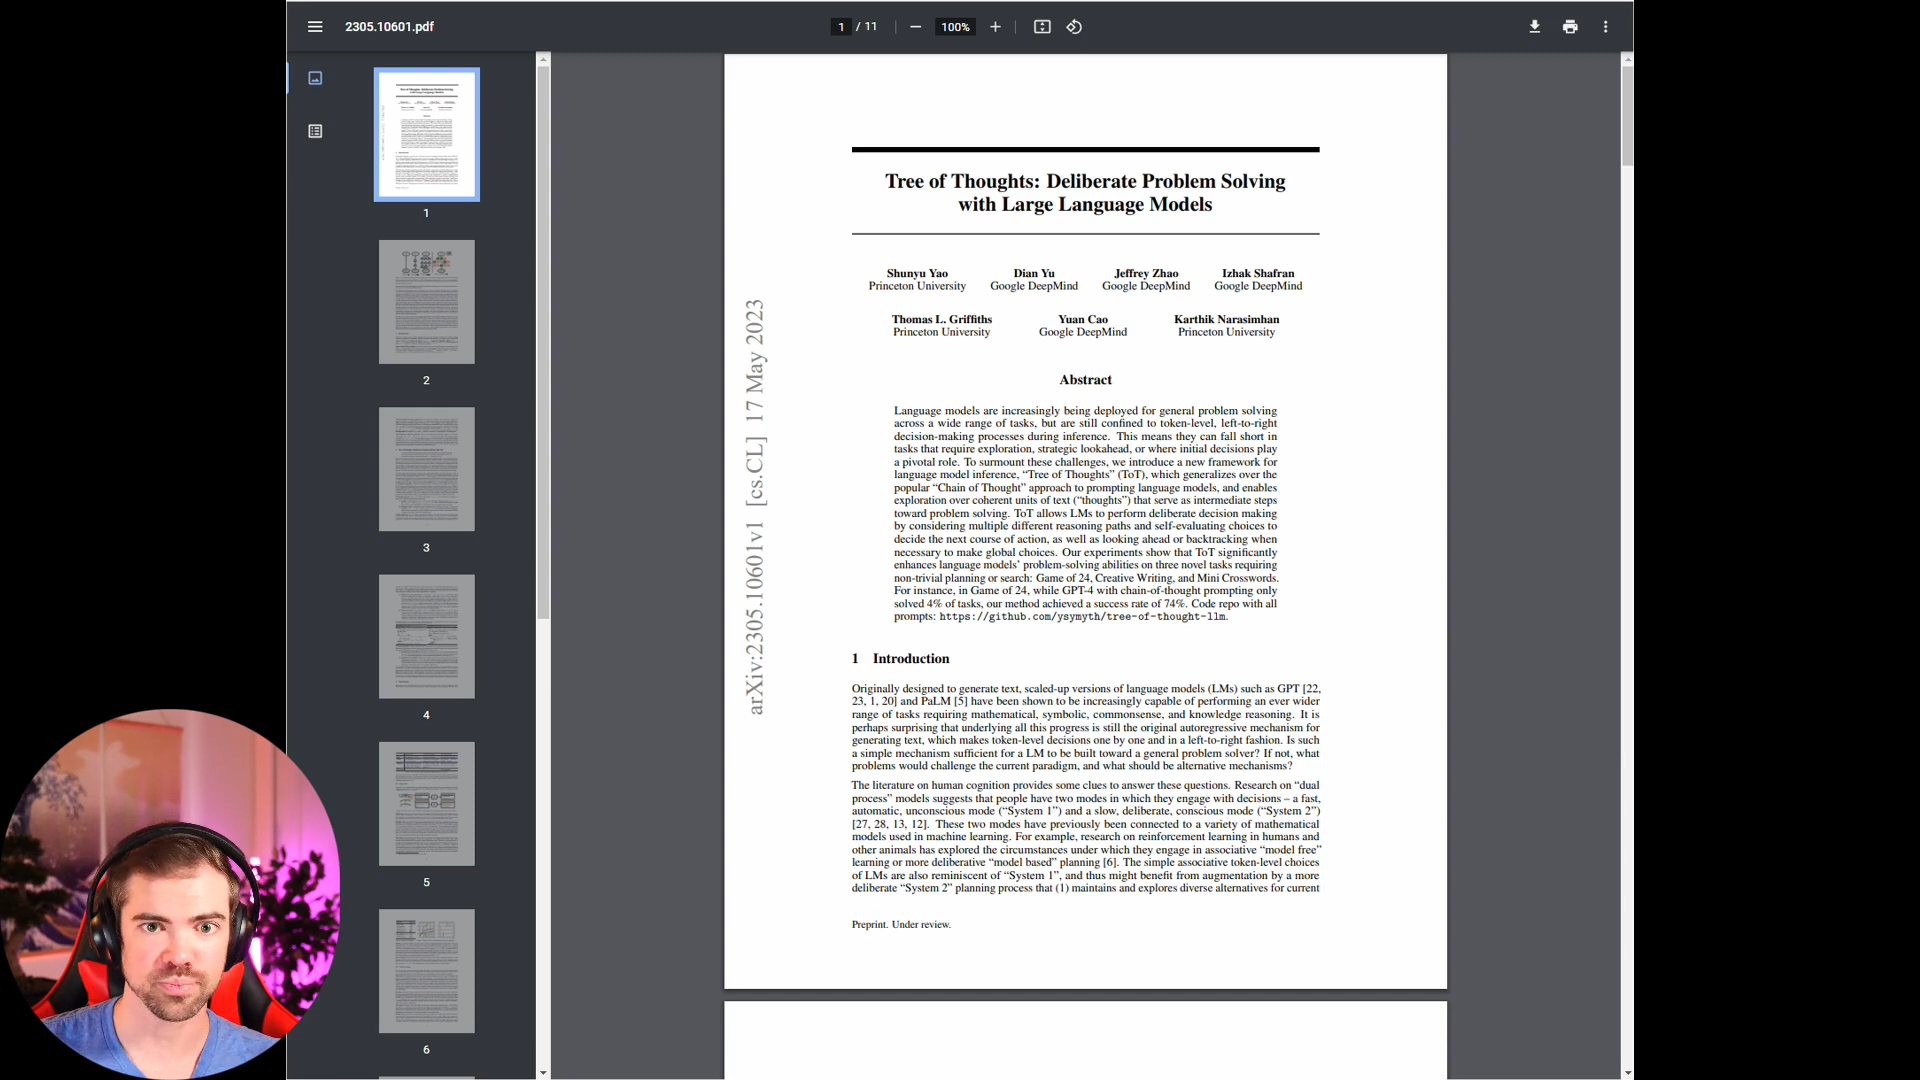 2305.10601.pdf
1 / 11
100%
1
2
3
4
5
6
arXiv:2305.10601v1 [cs.CL] 17 May 2023
Tree of Thoughts: Deliberate Problem Solving
with Large Language Models
Shunyu Yao Dian Yu Jeffrey Zhao Izhak Shafran
Princeton University Google DeepMind Google DeepMind Google DeepMind
Thomas L. Griffiths Yuan Cao Karthik Narasimhan
Princeton University Google DeepMind Princeton University
Abstract
Language models are increasingly being deployed for general problem solving
across a wide range of tasks, but are still confined to token-level, left-to-right
decision-making processes during inference. This means they can fall short in
tasks that require exploration, strategic lookahead, or where initial decisions play
a pivotal role. To surmount these challenges, we introduce a new framework for
language model inference, “Tree of Thoughts” (ToT), which generalizes over the
popular “Chain of Thought” approach to prompting language models, and enables
exploration over coherent units of text (“thoughts”) that serve as intermediate steps
toward problem solving. ToT allows LMs to perform deliberate decision making
by considering multiple different reasoning paths and self-evaluating choices to
decide the next course of action, as well as looking ahead or backtracking when
necessary to make global choices. Our experiments show that ToT significantly
enhances language models’ problem-solving abilities on three novel tasks requiring
non-trivial planning or search: Game of 24, Creative Writing, and Mini Crosswords.
For instance, in Game of 24, while GPT-4 with chain-of-thought prompting only
solved 4% of tasks, our method achieved a success rate of 74%. Code repo with all
prompts: https://github.com/ysymyth/tree-of-thought-llm.
1 Introduction
Originally designed to generate text, scaled-up versions of language models (LMs) such as GPT [22,
23, 1, 20] and PaLM [5] have been shown to be increasingly capable of performing an ever wider
range of tasks requiring mathematical, symbolic, commonsense, and knowledge reasoning. It is
perhaps surprising that underlying all this progress is still the original autoregressive mechanism for
generating text, which makes token-level decisions one by one and in a left-to-right fashion. Is such
a simple mechanism sufficient for a LM to be built toward a general problem solver? If not, what
problems would challenge the current paradigm, and what should be alternative mechanisms?
The literature on human cognition provides some clues to answer these questions. Research on “dual
process” models suggests that people have two modes in which they engage with decisions – a fast,
automatic, unconscious mode (“System 1”) and a slow, deliberate, conscious mode (“System 2”)
[27, 28, 13, 12]. These two modes have previously been connected to a variety of mathematical
models used in machine learning. For example, research on reinforcement learning in humans and
other animals has explored the circumstances under which they engage in associative “model free”
learning or more deliberative “model based” planning [6]. The simple associative token-level choices
of LMs are also reminiscent of “System 1”, and thus might benefit from augmentation by a more
deliberate “System 2” planning process that (1) maintains and explores diverse alternatives for current
Preprint. Under review.